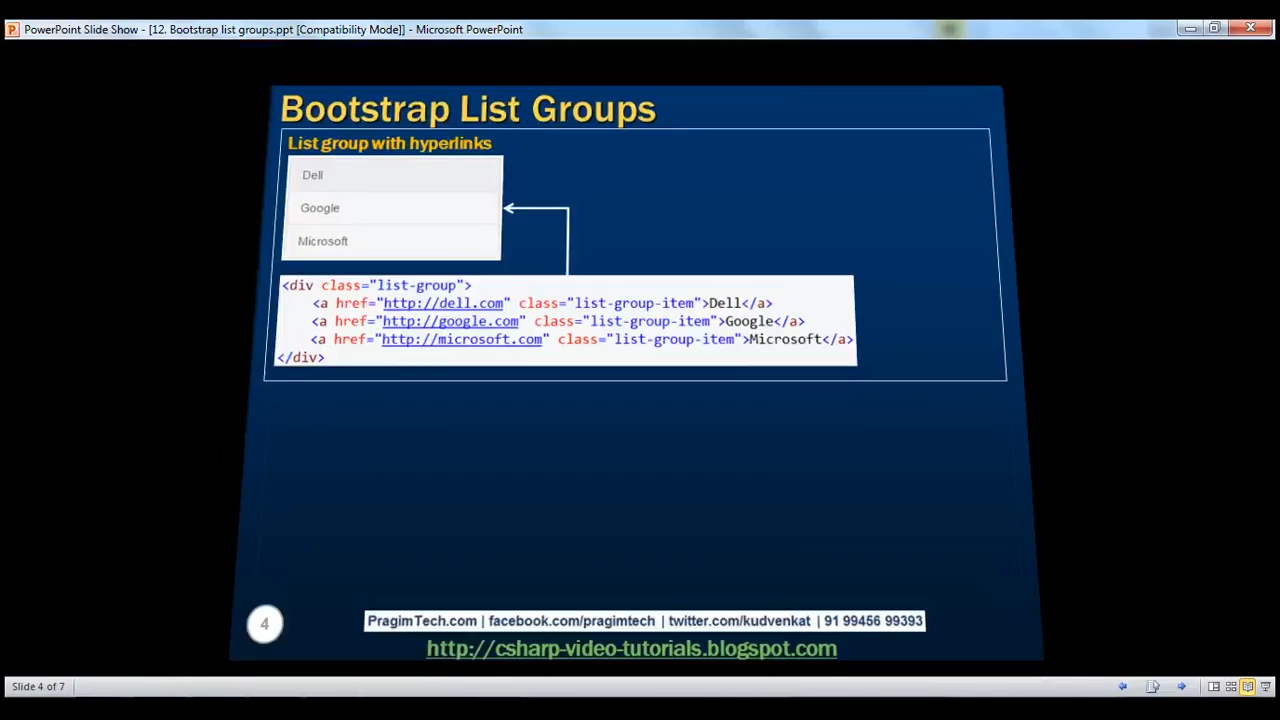 PowerPoint Slide Show - [12. Bootstrap list groups.ppt [Compatibility Mode]] - Microsoft PowerPoint
Bootstrap List Groups
List group with hyperlinks
Dell
Google
Microsoft
<div class="list-group">
<a href="http://dell.com" class="list-group-item">Dell</a>
<a href="http://google.com" class="list-group-item">Google</a>
<a href="http://microsoft.com" class="list-group-item">Microsoft</a>
</div>
4
PragimTech.com | facebook.com/pragimtech | twitter.com/kudvenkat | 91 99456 99393
http://csharp-video-tutorials.blogspot.com
Slide 4 of 7